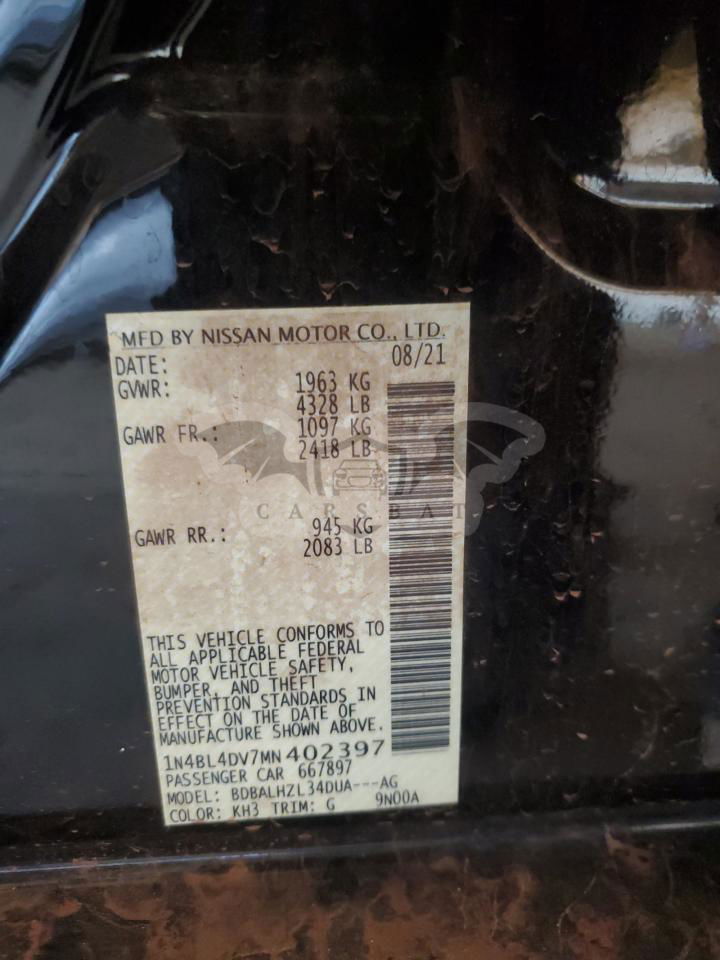 MFD BY NISSAN MOTOR CO., LTD.
DATE: 08/21
GVWR: 1963 KG
4328 LB
GAWR FR.: 1097 KG
2418 LB
CARSBAT
GAWR RR.: 945 KG
2083 LB
THIS VEHICLE CONFORMS TO
ALL APPLICABLE FEDERAL
MOTOR VEHICLE SAFETY,
BUMPER, AND THEFT
PREVENTION STANDARDS IN
EFFECT ON THE DATE OF
MANUFACTURE SHOWN ABOVE.
1N4BL4DV7MN402397
PASSENGER CAR 667897
MODEL: BDBALHZL34DUA---AG
COLOR: KH3 TRIM: G 9N00A